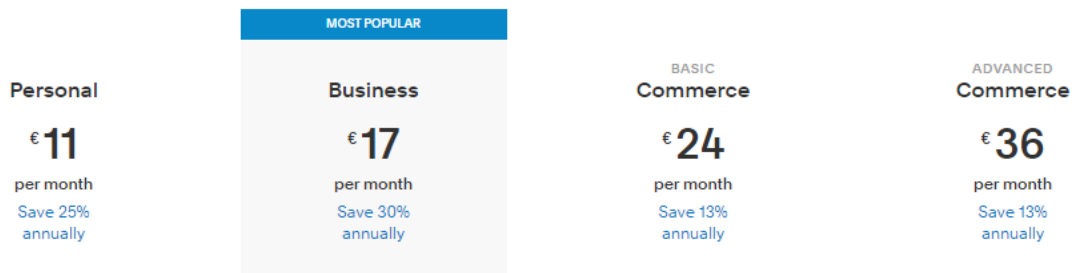 MOST POPULAR
Personal
€11
per month
Save 25%
annually
Business
€17
per month
Save 30%
annually
BASIC
Commerce
€24
per month
Save 13%
annually
ADVANCED
Commerce
€36
per month
Save 13%
annually